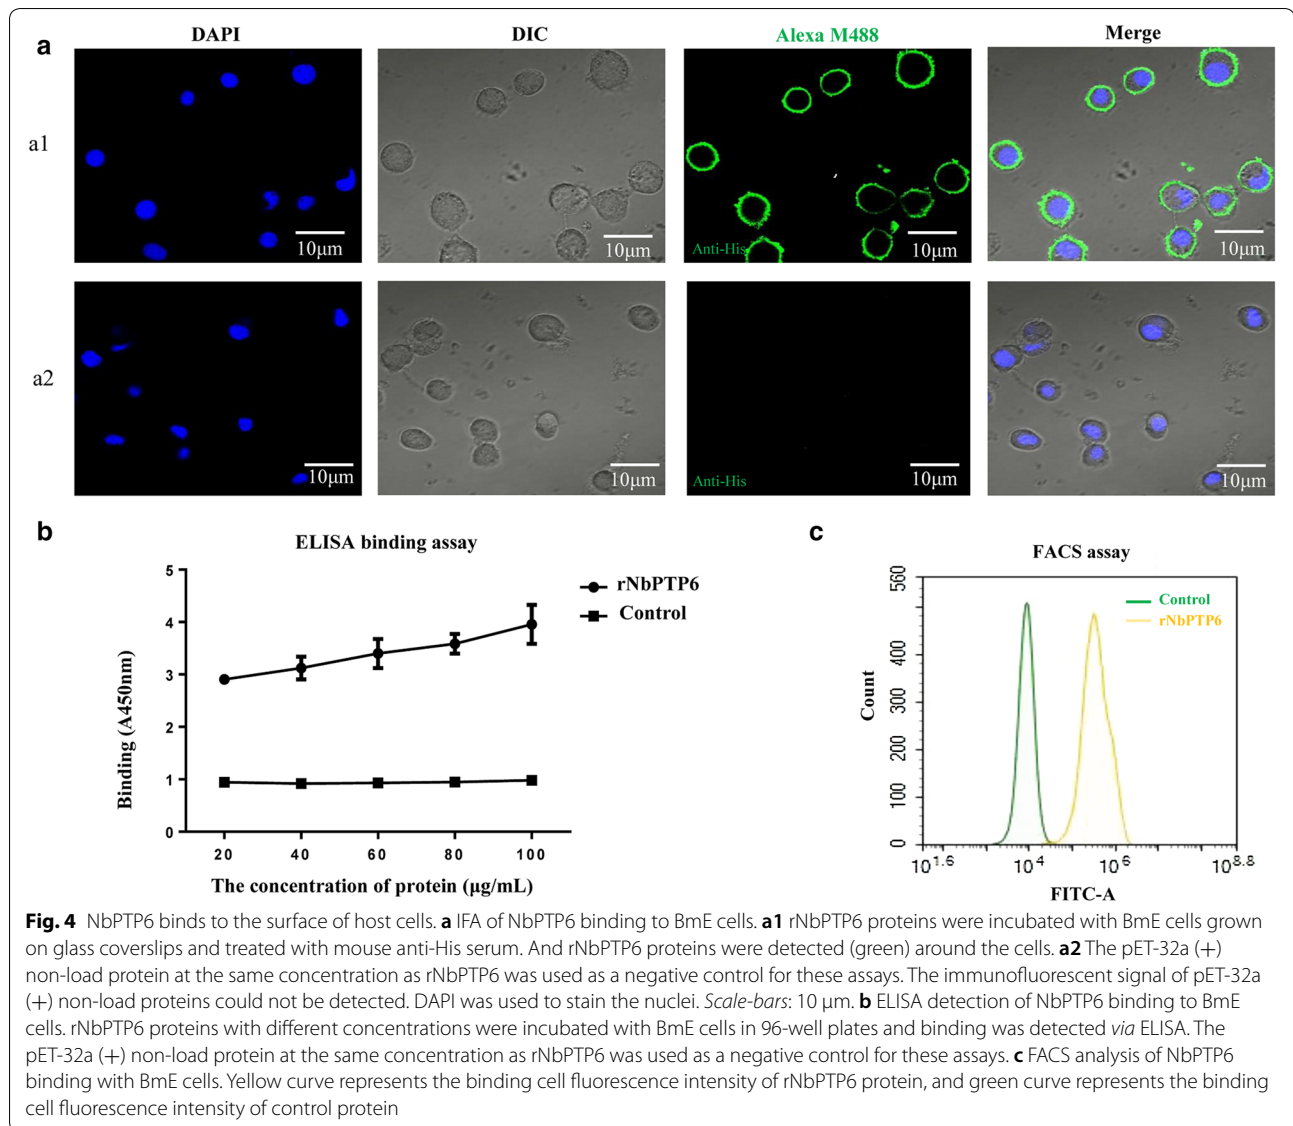 DAPI DIC Alexa M488 Merge
a
a1
10μm 10μm Anti-His 10μm 10μm
a2
10μm 10μm Anti-His 10μm 10μm
b
ELISA binding assay
rNbPTP6
Control
Binding (A450nm)
5
4
3
2
1
0
20 40 60 80 100
The concentration of protein (μg/mL)
c
FACS assay
Control
rNbPTP6
Count
560
400
300
200
100
0
10^1.6 10^4 10^6 10^8.8
FITC-A
Fig. 4 NbPTP6 binds to the surface of host cells. a IFA of NbPTP6 binding to BmE cells. a1 rNbPTP6 proteins were incubated with BmE cells grown
on glass coverslips and treated with mouse anti-His serum. And rNbPTP6 proteins were detected (green) around the cells. a2 The pET-32a (+)
non-load protein at the same concentration as rNbPTP6 was used as a negative control for these assays. The immunofluorescent signal of pET-32a
(+) non-load proteins could not be detected. DAPI was used to stain the nuclei. Scale-bars: 10 μm. b ELISA detection of NbPTP6 binding to BmE
cells. rNbPTP6 proteins with different concentrations were incubated with BmE cells in 96-well plates and binding was detected via ELISA. The
pET-32a (+) non-load protein at the same concentration as rNbPTP6 was used as a negative control for these assays. c FACS analysis of NbPTP6
binding with BmE cells. Yellow curve represents the binding cell fluorescence intensity of rNbPTP6 protein, and green curve represents the binding
cell fluorescence intensity of control protein